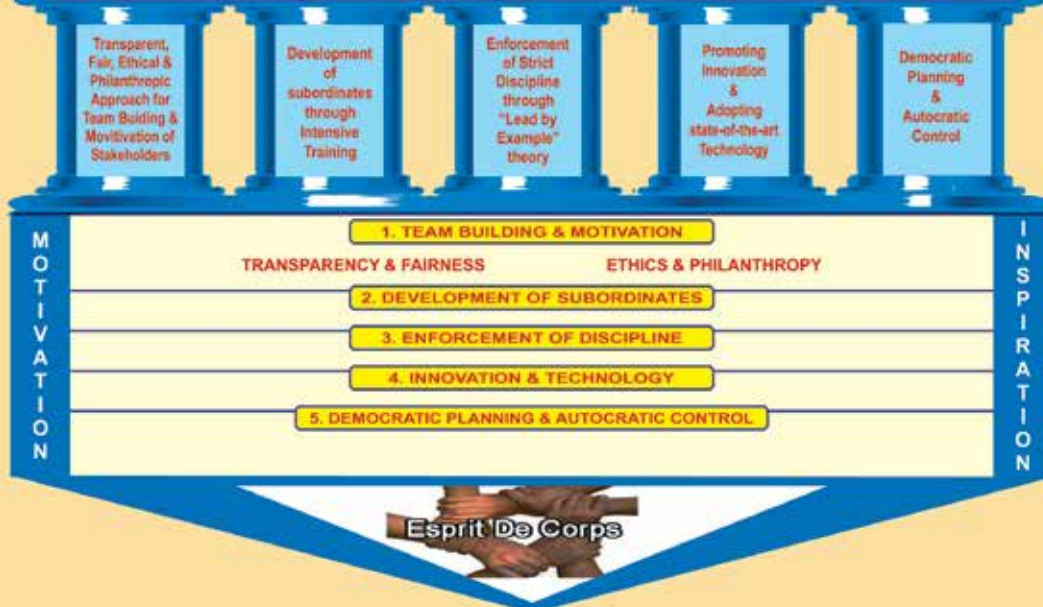 Transparent,
Fair, Ethical &
Philanthropic
Approach for
Team Buiding &
Movitivation of
Stakeholders
Development
of
subordinates
through
Intensive
Training
Enforcement
of Strict
Discipline
through
"Lead by
Example"
theory
Promoting
Innovation
&
Adopting
state-of-the-art
Technology
Democratic
Planning
&
Autocratic
Control
MOTIVATION
1. TEAM BUILDING & MOTIVATION
TRANSPARENCY & FAIRNESS ETHICS & PHILANTHROPY
2. DEVELOPMENT OF SUBORDINATES
3. ENFORCEMENT OF DISCIPLINE
4. INNOVATION & TECHNOLOGY
5. DEMOCRATIC PLANNING & AUTOCRATIC CONTROL
INSPIRATION
Esprit De Corps